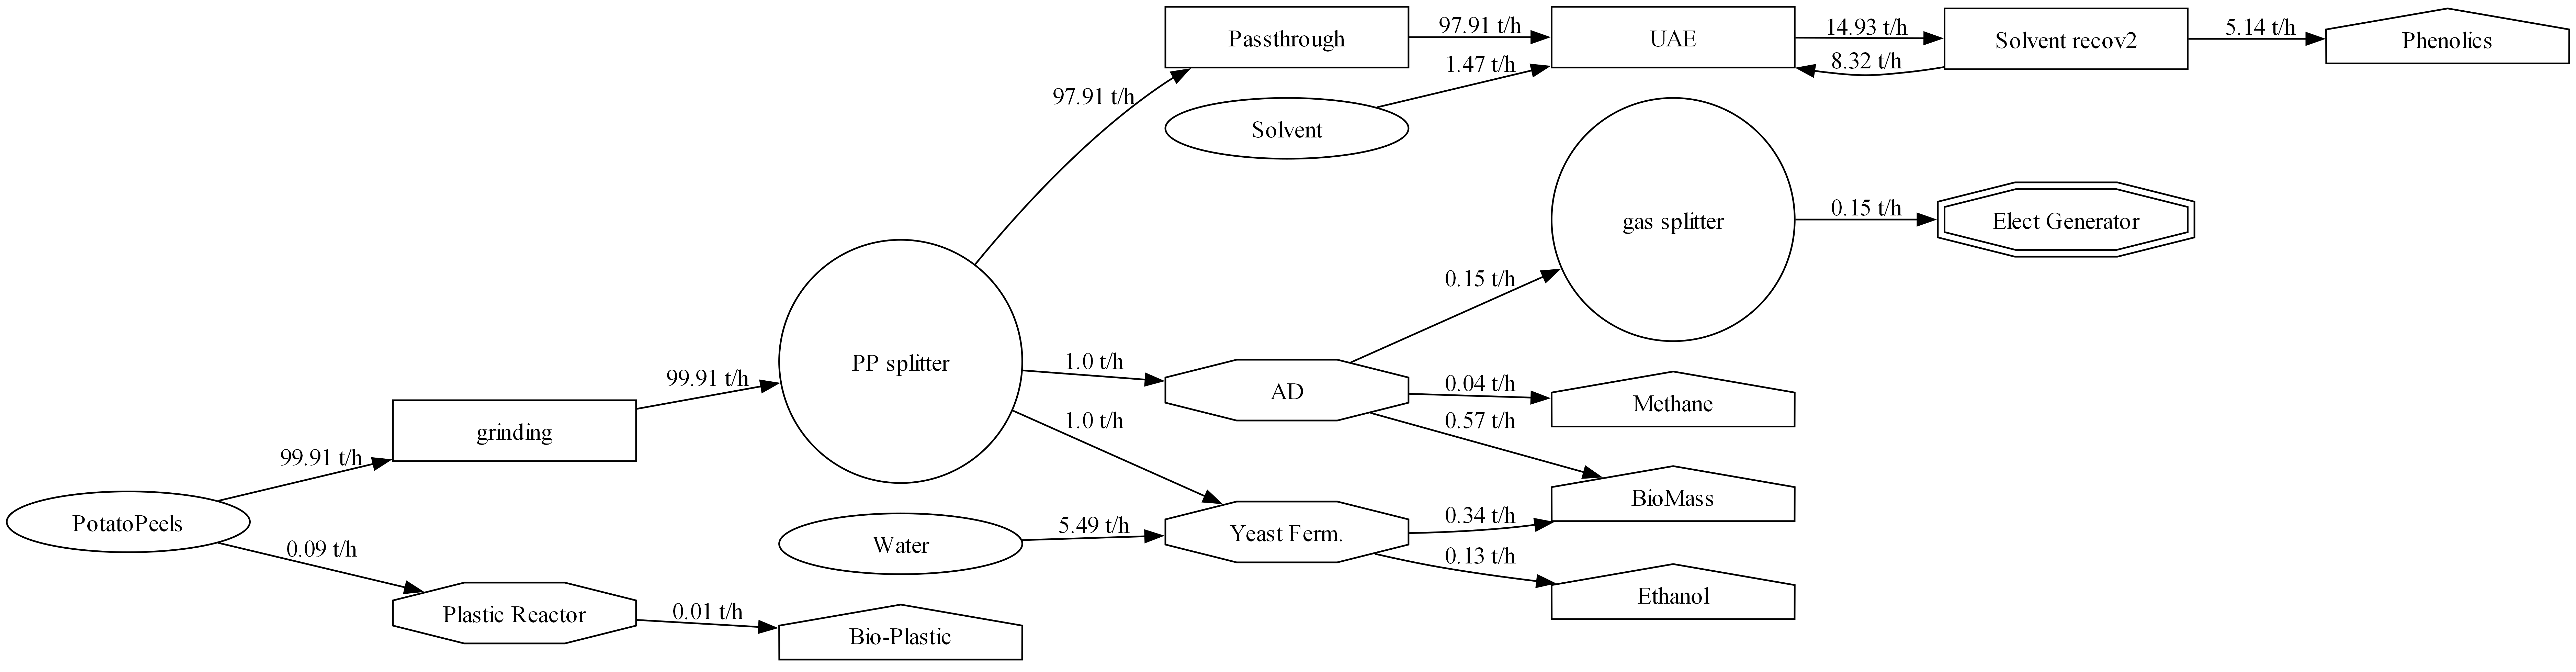 Passthrough
97.91 t/h
UAE
14.93 t/h
Solvent recov2
5.14 t/h
Phenolics
8.32 t/h
1.47 t/h
97.91 t/h
Solvent
gas splitter
0.15 t/h
Elect Generator
0.15 t/h
PP splitter
1.0 t/h
AD
0.04 t/h
Methane
99.91 t/h
grinding
1.0 t/h
0.57 t/h
99.91 t/h
BioMass
PotatoPeels
Water
5.49 t/h
Yeast Ferm.
0.34 t/h
0.09 t/h
0.13 t/h
Ethanol
Plastic Reactor
0.01 t/h
Bio-Plastic